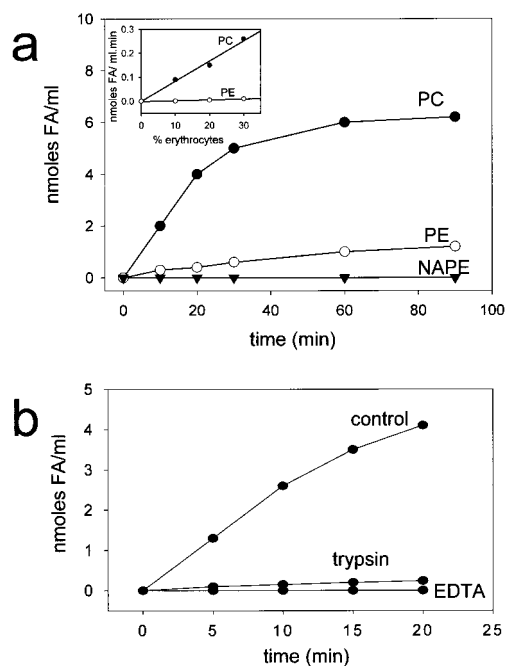 a
nmoles FA/ml
10
8
6
4
2
0
nmoles FA/ ml.min
0.3
0.2
0.1
0.0
PC
PE
0 10 20 30
% erythrocytes
PC
PE
NAPE
0 20 40 60 80 100
time (min)
b
nmoles FA/ml
5
4
3
2
1
0
control
trypsin
EDTA
0 5 10 15 20 25
time (min)